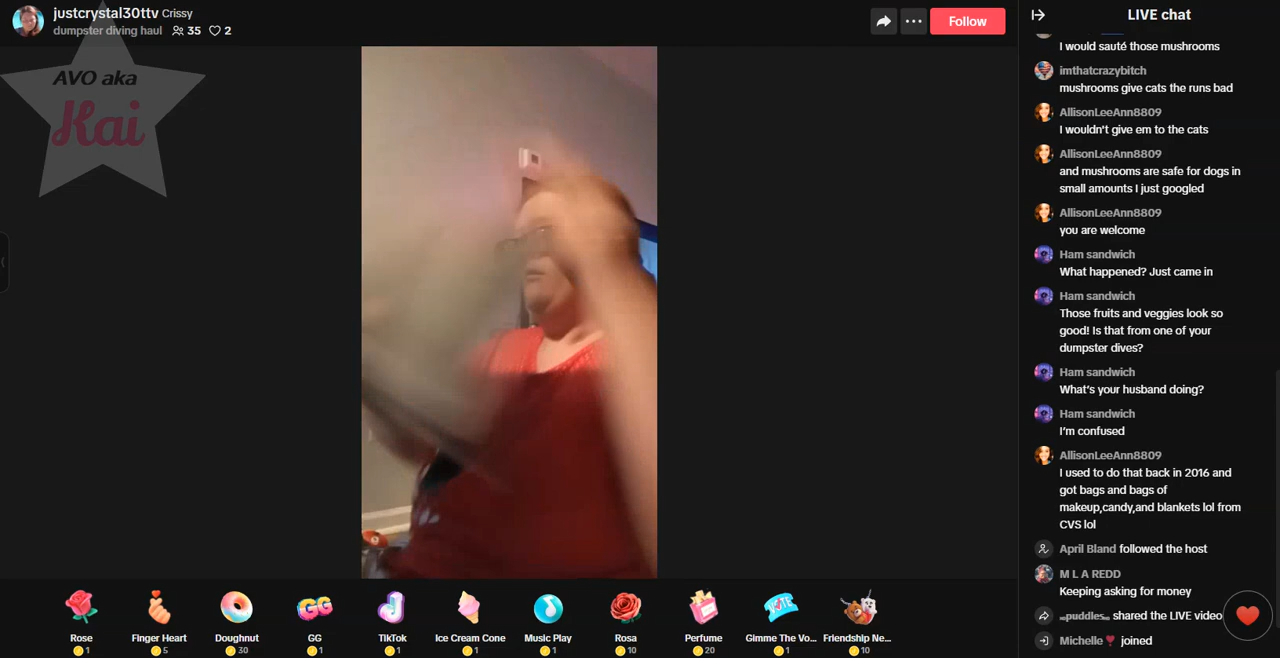 justcrystal30ttv Crissy
dumpster diving haul 35 2
Follow
LIVE chat
AVO aka
Kai
I would sauté those mushrooms
imthatcrazybitch
mushrooms give cats the runs bad
AllisonLeeAnn8809
I wouldn't give em to the cats
AllisonLeeAnn8809
and mushrooms are safe for dogs in
small amounts I just googled
AllisonLeeAnn8809
you are welcome
Ham sandwich
What happened? Just came in
Ham sandwich
Those fruits and veggies look so
good! Is that from one of your
dumpster dives?
Ham sandwich
What's your husband doing?
Ham sandwich
I'm confused
AllisonLeeAnn8809
I used to do that back in 2016 and
got bags and bags of
makeup,candy,and blankets lol from
CVS lol
April Bland followed the host
M L A REDD
Keeping asking for money
puddles shared the LIVE video
Michelle joined
GG
VOTE
Rose
1
Finger Heart
5
Doughnut
30
GG
1
TikTok
1
Ice Cream Cone
1
Music Play
1
Rosa
10
Perfume
20
Gimme The Vo...
1
Friendship Ne...
10